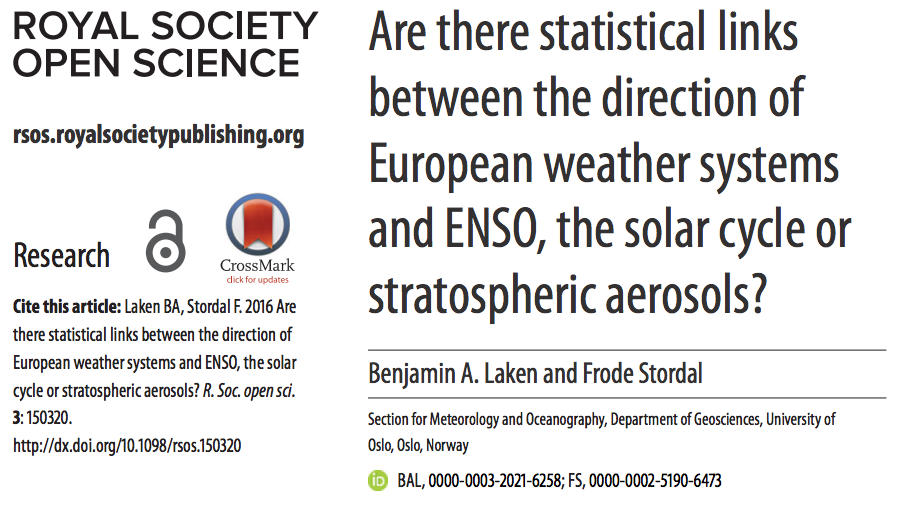 ROYAL SOCIETY
OPEN SCIENCE
rsos.royalsocietypublishing.org
Research
CrossMark
click for updates
Cite this article: Laken BA, Stordal F. 2016 Are
there statistical links between the direction of
European weather systems and ENSO, the solar
cycle or stratospheric aerosols? R. Soc. open sci.
3: 150320.
http://dx.doi.org/10.1098/rsos.150320
Are there statistical links
between the direction of
European weather systems
and ENSO, the solar cycle or
stratospheric aerosols?
Benjamin A. Laken and Frode Stordal
Section for Meteorology and Oceanography, Department of Geosciences, University of
Oslo, Oslo, Norway
iD BAL, 0000-0003-2021-6258; FS, 0000-0002-5190-6473